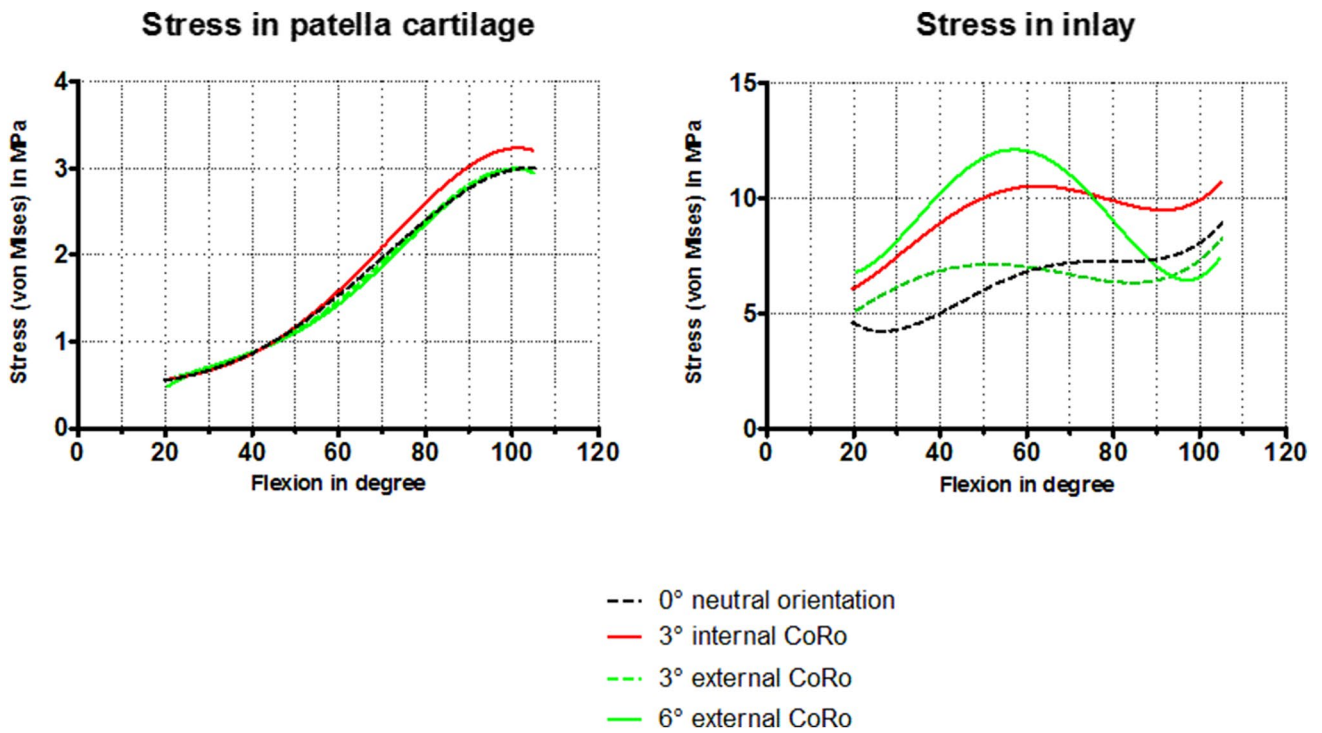 Stress in patella cartilage
Stress (von Mises) in MPa
4
3
2
1
0
0 20 40 60 80 100 120
Flexion in degree
Stress in inlay
Stress (von Mises) in MPa
15
10
5
0
0 20 40 60 80 100 120
Flexion in degree
0° neutral orientation
3° internal CoRo
3° external CoRo
6° external CoRo